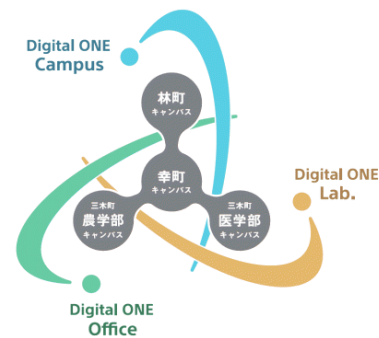 Digital ONE
Campus
林町
キャンパス
幸町
キャンパス
Digital ONE
Lab.
三木町
農学部
キャンパス
三木町
医学部
キャンパス
Digital ONE
Office